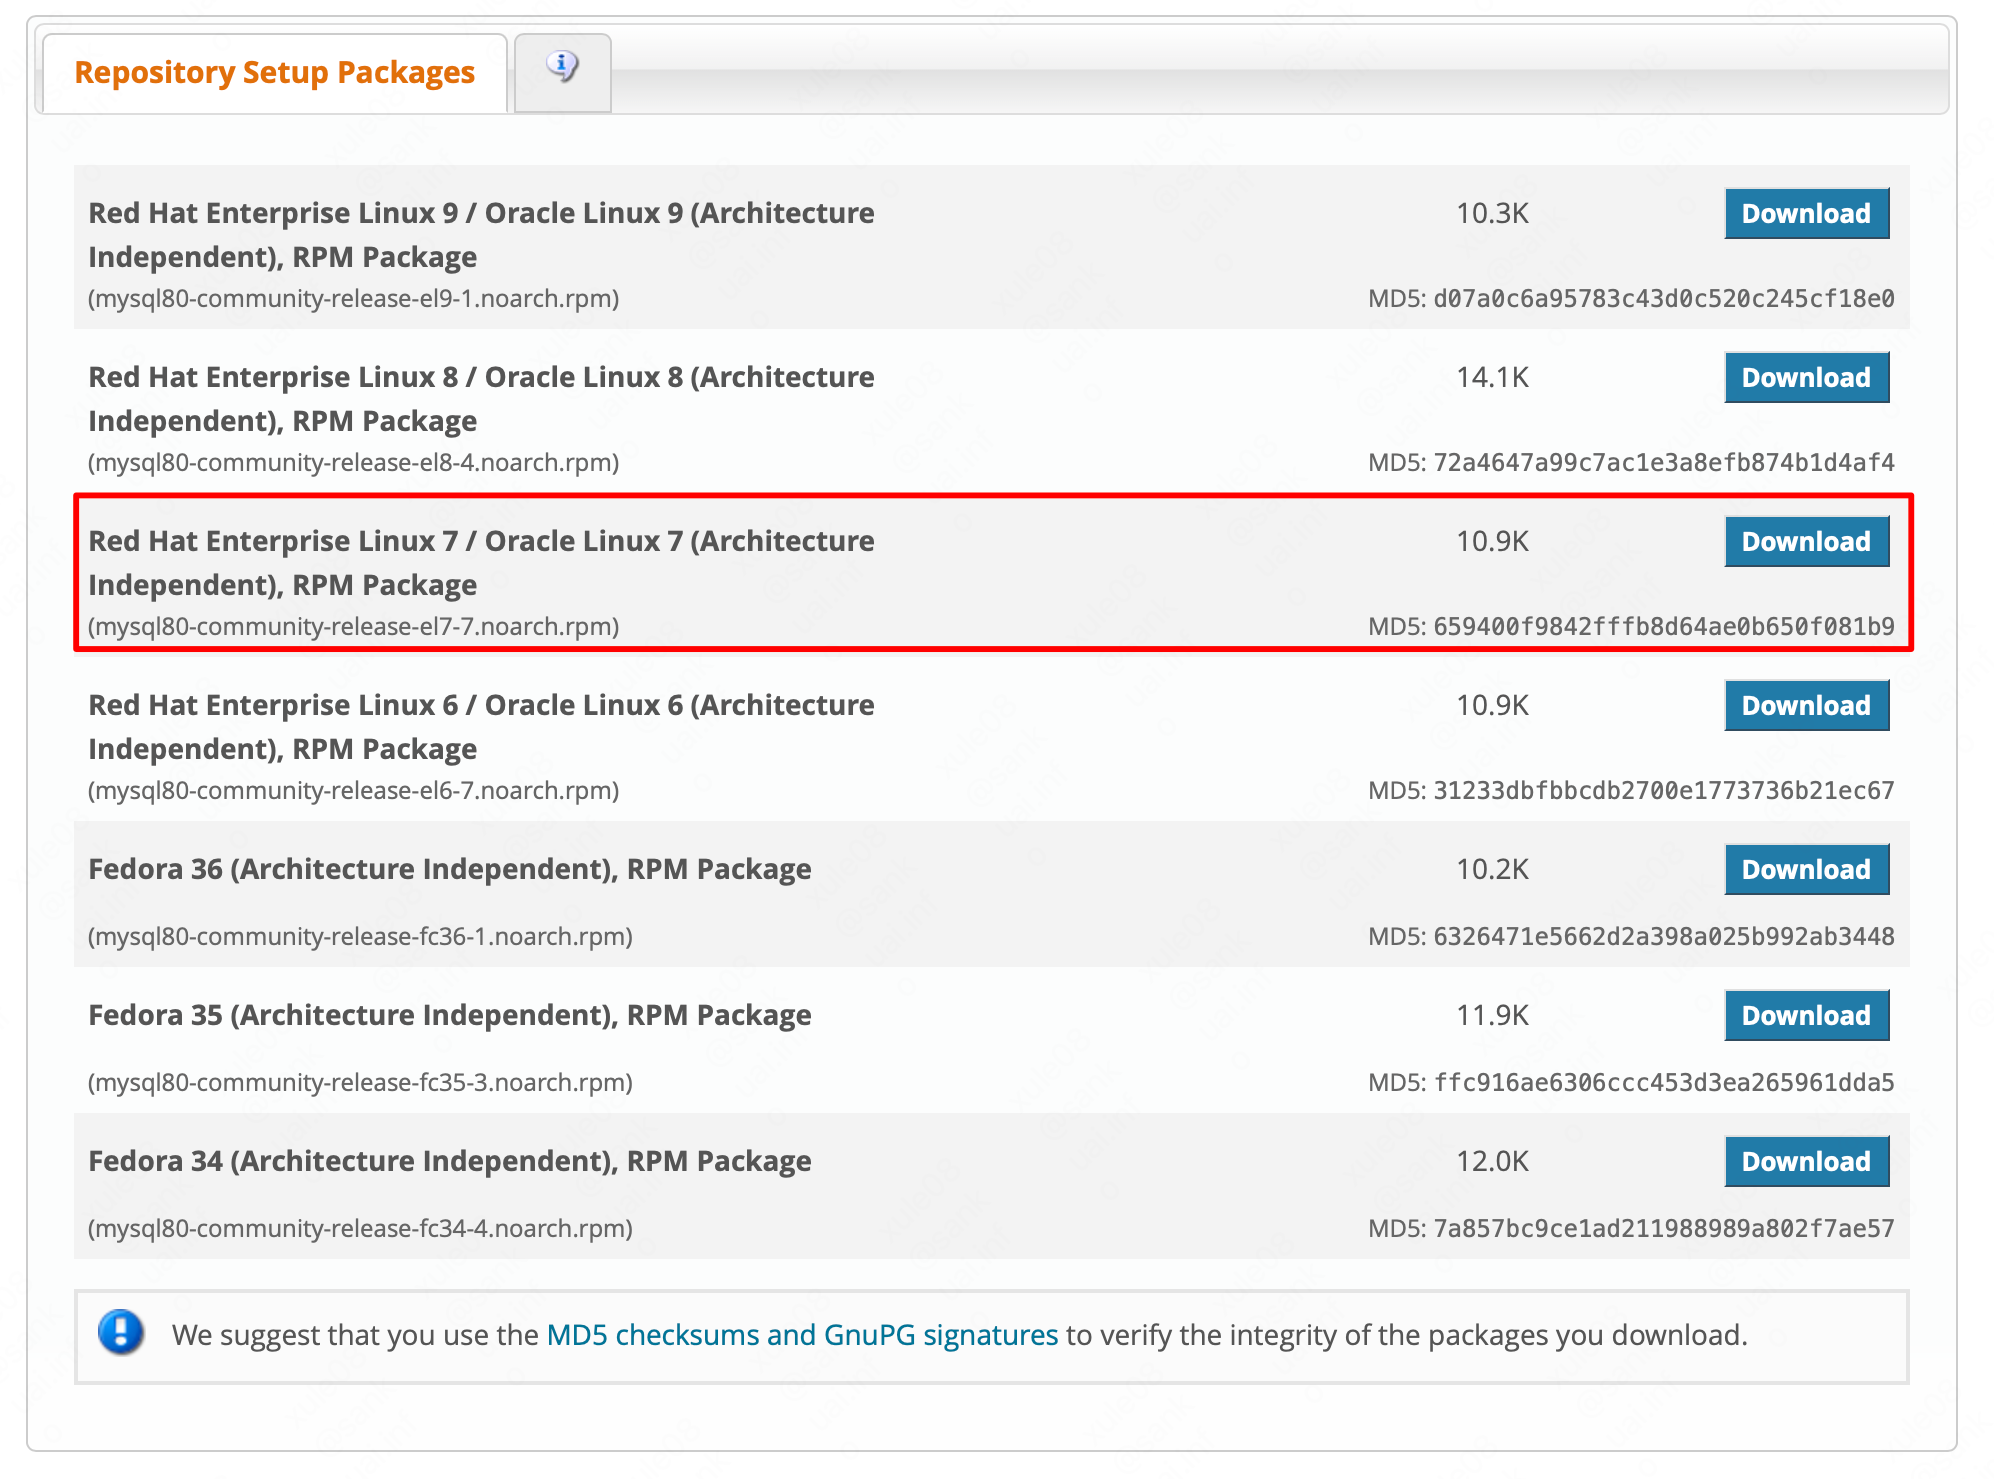 Repository Setup Packages
Red Hat Enterprise Linux 9 / Oracle Linux 9 (Architecture
Independent), RPM Package
10.3K
Download
(mysql80-community-release-el9-1.noarch.rpm)
MD5: d07a0c6a95783c43d0c520c245cf18e0
Red Hat Enterprise Linux 8 / Oracle Linux 8 (Architecture
Independent), RPM Package
14.1K
Download
(mysql80-community-release-el8-4.noarch.rpm)
MD5: 72a4647a99c7ac1e3a8efb874b1d4af4
Red Hat Enterprise Linux 7 / Oracle Linux 7 (Architecture
Independent), RPM Package
10.9K
Download
(mysql80-community-release-el7-7.noarch.rpm)
MD5: 659400f9842fffb8d64ae0b650f081b9
Red Hat Enterprise Linux 6 / Oracle Linux 6 (Architecture
Independent), RPM Package
10.9K
Download
(mysql80-community-release-el6-7.noarch.rpm)
MD5: 31233dbfbbcdb2700e1773736b21ec67
Fedora 36 (Architecture Independent), RPM Package
10.2K
Download
(mysql80-community-release-fc36-1.noarch.rpm)
MD5: 6326471e5662d2a398a025b992ab3448
Fedora 35 (Architecture Independent), RPM Package
11.9K
Download
(mysql80-community-release-fc35-3.noarch.rpm)
MD5: ffc916ae6306ccc453d3ea265961dda5
Fedora 34 (Architecture Independent), RPM Package
12.0K
Download
(mysql80-community-release-fc34-4.noarch.rpm)
MD5: 7a857bc9ce1ad211988989a802f7ae57
We suggest that you use the MD5 checksums and GnuPG signatures to verify the integrity of the packages you download.